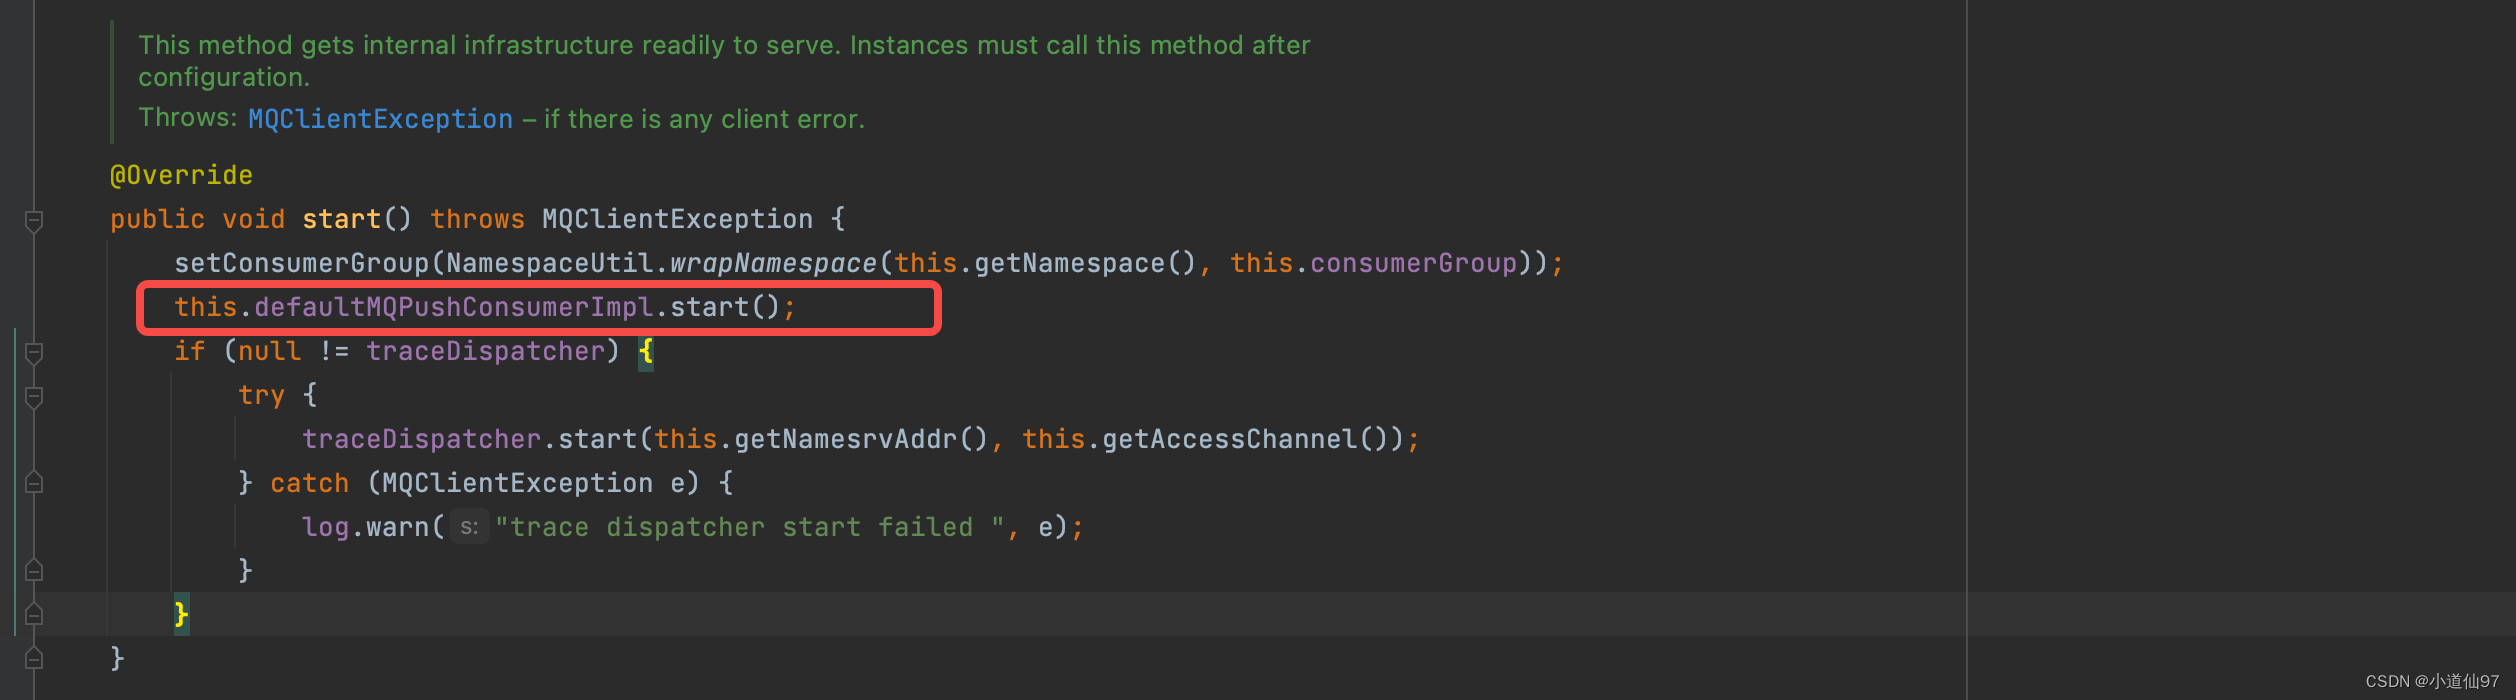 This method gets internal infrastructure readily to serve. Instances must call this method after
configuration.
Throws: MQClientException – if there is any client error.
@Override
public void start() throws MQClientException {
setConsumerGroup(NamespaceUtil.wrapNamespace(this.getNamespace(), this.consumerGroup));
this.defaultMQPushConsumerImpl.start();
if (null != traceDispatcher) {
try {
traceDispatcher.start(this.getNamesrvAddr(), this.getAccessChannel());
} catch (MQClientException e) {
log.warn( s: "trace dispatcher start failed ", e);
}
}
}
CSDN @小道仙97